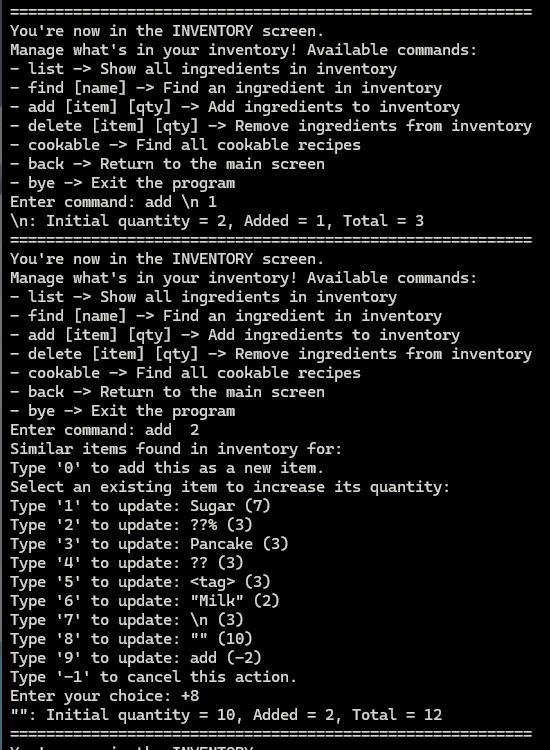 ==========================================================
You're now in the INVENTORY screen.
Manage what's in your inventory! Available commands:
- list -> Show all ingredients in inventory
- find [name] -> Find an ingredient in inventory
- add [item] [qty] -> Add ingredients to inventory
- delete [item] [qty] -> Remove ingredients from inventory
- cookable -> Find all cookable recipes
- back -> Return to the main screen
- bye -> Exit the program
Enter command: add \n 1
\n: Initial quantity = 2, Added = 1, Total = 3
==========================================================
You're now in the INVENTORY screen.
Manage what's in your inventory! Available commands:
- list -> Show all ingredients in inventory
- find [name] -> Find an ingredient in inventory
- add [item] [qty] -> Add ingredients to inventory
- delete [item] [qty] -> Remove ingredients from inventory
- cookable -> Find all cookable recipes
- back -> Return to the main screen
- bye -> Exit the program
Enter command: add  2
Similar items found in inventory for:
Type '0' to add this as a new item.
Select an existing item to increase its quantity:
Type '1' to update: Sugar (7)
Type '2' to update: ??% (3)
Type '3' to update: Pancake (3)
Type '4' to update: ?? (3)
Type '5' to update: <tag> (3)
Type '6' to update: "Milk" (2)
Type '7' to update: \n (3)
Type '8' to update: "" (10)
Type '9' to update: add (-2)
Type '-1' to cancel this action.
Enter your choice: +8
"": Initial quantity = 10, Added = 2, Total = 12
==========================================================